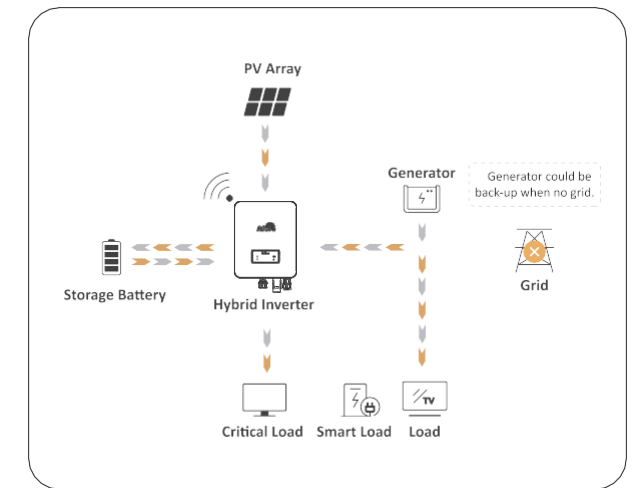 PV Array
Generator
Generator could be
back-up when no grid.
Storage Battery
Hybrid Inverter
Grid
Critical Load
Smart Load
Load
TV